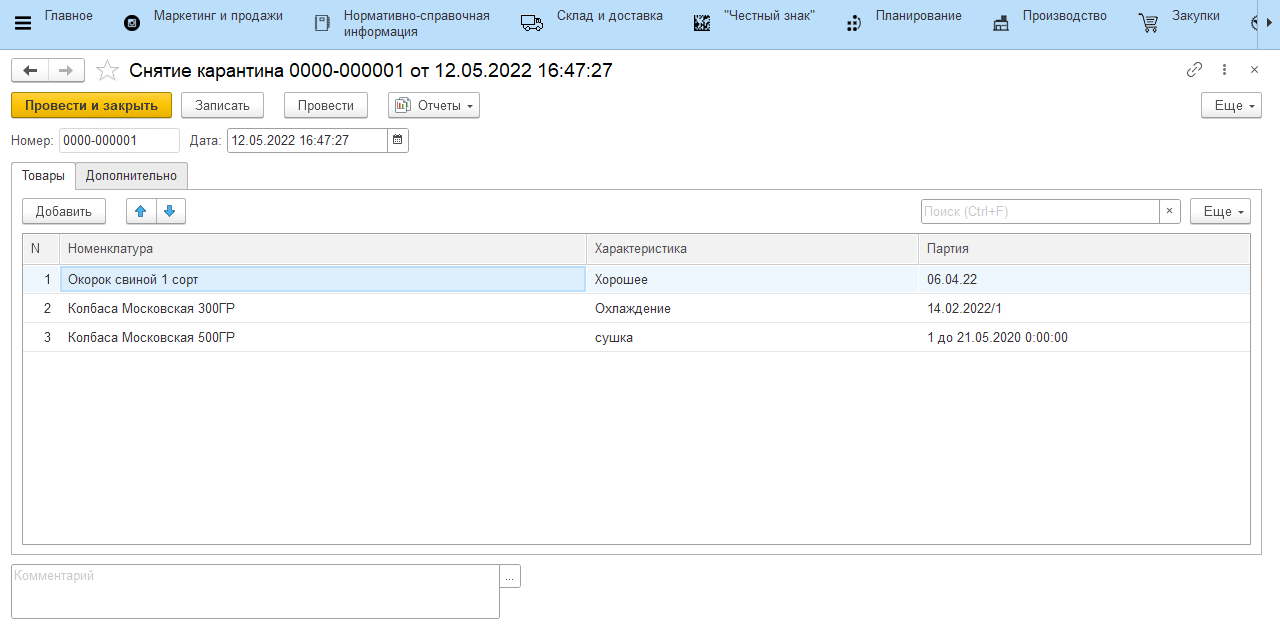 Главное
Маркетинг и продажи
Нормативно-справочная
информация
Склад и доставка
"Честный знак"
Планирование
Производство
Закупки
Снятие карантина 0000-000001 от 12.05.2022 16:47:27
Провести и закрыть
Записать
Провести
Отчеты
Еще
Номер: 0000-000001 Дата: 12.05.2022 16:47:27
Товары
Дополнительно
Добавить
Поиск (Ctrl+F)
×
Еще
N Номенклатура Характеристика Партия
1 Окорок свиной 1 сорт Хорошее 06.04.22
2 Колбаса Московская 300ГР Охлаждение 14.02.2022/1
3 Колбаса Московская 500ГР сушка 1 до 21.05.2020 0:00:00
Комментарий
...